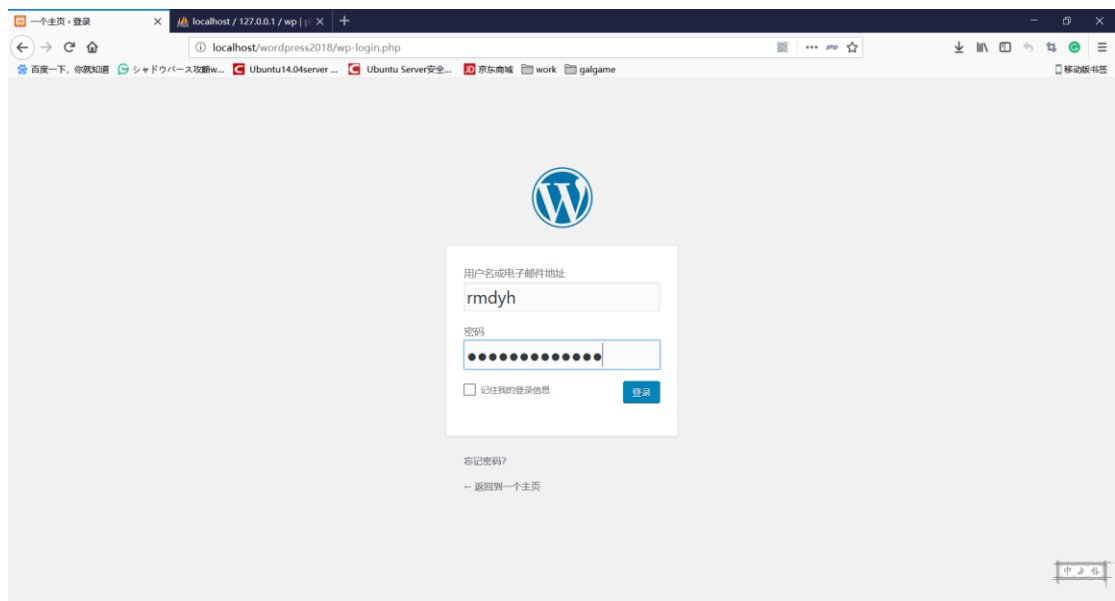 一个主页 ‹ 登录
localhost / 127.0.0.1 / wp | p
localhost/wordpress2018/wp-login.php
php
百度一下，你就知道 シャドウバース攻略w... Ubuntu14.04server ... Ubuntu Server安全... JD 京东商城 work galgame 移动版书签
用户名或电子邮件地址
rmdyh
密码
记住我的登录信息 登录
忘记密码?
← 返回到一个主页
中